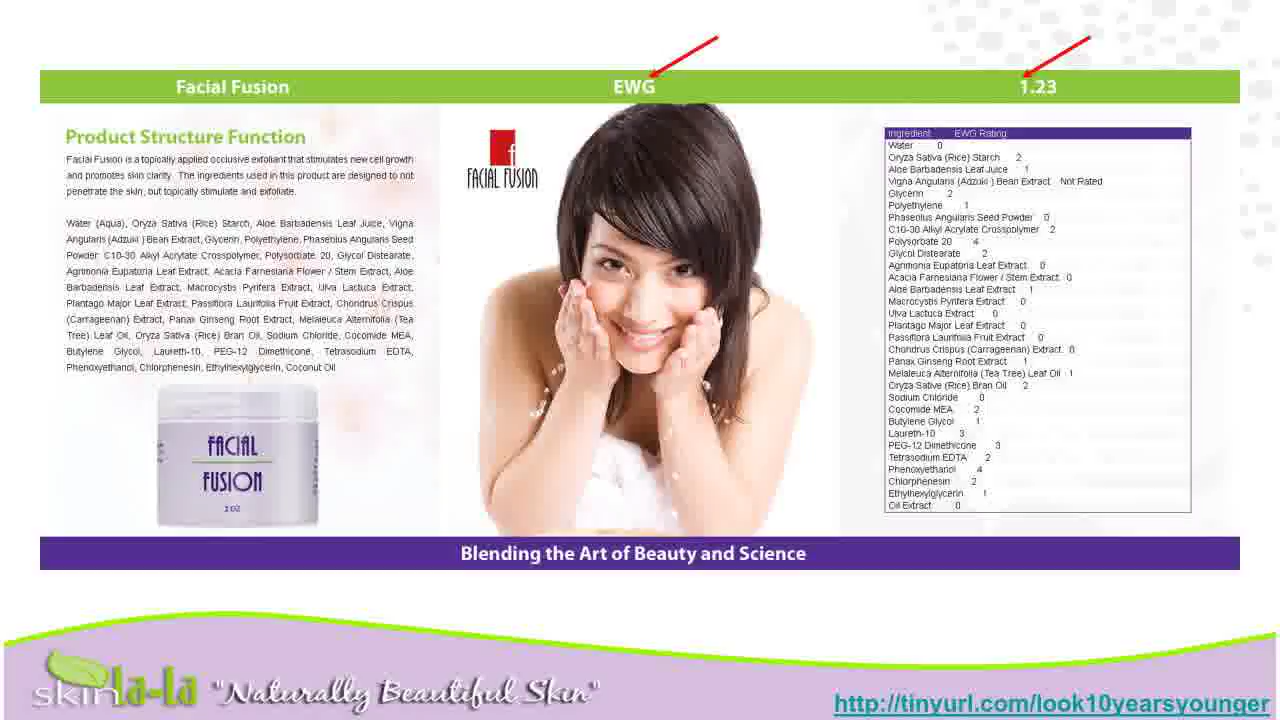 Facial Fusion
EWG
1.23
Product Structure Function
Facial Fusion is a topically applied occlusive exfoliant that stimulates new cell growth
and promotes skin clarity. The ingredients used in this product are designed to not
penetrate the skin, but topically stimulate and exfoliate.
Water (Aqua), Oryza Sativa (Rice) Starch, Aloe Barbadensis Leaf Juice, Vigna
Angularis (Adzuki ) Bean Extract, Glycerin, Polyethylene, Phaseolus Angularis Seed
Powder. C10-30 Alkyl Acrylate Crosspolymer, Polysorbate 20, Glycol Distearate,
Agrimonia Eupatoria Leaf Extract, Acacia Farnesiana Flower / Stem Extract, Aloe
Barbadensis Leaf Extract, Macrocystis Pyrifera Extract, Ulva Lactuca Extract,
Plantago Major Leaf Extract, Passiflora Laurifolia Fruit Extract, Chondrus Crispus
(Carrageenan) Extract, Panax Ginseng Root Extract, Melaleuca Alternifolia (Tea
Tree) Leaf Oil, Oryza Sativa (Rice) Bran Oil, Sodium Chloride, Cocomide MEA,
Butylene Glycol, Laureth-10, PEG-12 Dimethicone, Tetrasodium EDTA,
Phenoxyethanol, Chlorphenesin, Ethylhexylglycerin, Coconut Oil
FACIAL
FUSION
2 OZ
f
FACIAL FUSION
Ingredient EWG Rating
Water 0
Oryza Sativa (Rice) Starch 2
Aloe Barbadensis Leaf Juice 1
Vigna Angularis (Adzuki ) Bean Extract Not Rated
Glycerin 2
Polyethylene 1
Phaseolus Angularis Seed Powder 0
C10-30 Alkyl Acrylate Crosspolymer 2
Polysorbate 20 4
Glycol Distearate 2
Agrimonia Eupatoria Leaf Extract 0
Acacia Farnesiana Flower / Stem Extract 0
Aloe Barbadensis Leaf Extract 1
Macrocystis Pyrifera Extract 0
Ulva Lactuca Extract 0
Plantago Major Leaf Extract 0
Passiflora Laurifolia Fruit Extract 0
Chondrus Crispus (Carrageenan) Extract 0
Panax Ginseng Root Extract 1
Melaleuca Alternifolia (Tea Tree) Leaf Oil 1
Oryza Sative (Rice) Bran Oil 2
Sodium Chloride 0
Cocomide MEA 2
Butylene Glycol 1
Laureth-10 3
PEG-12 Dimethicone 3
Tetrasodium EDTA 2
Phenoxyethanol 4
Chlorphenesin 2
Ethylhexylglycerin 1
Oil Extract 0
Blending the Art of Beauty and Science
skin la-la "Naturally Beautiful Skin"
http://tinyurl.com/look10yearsyounger